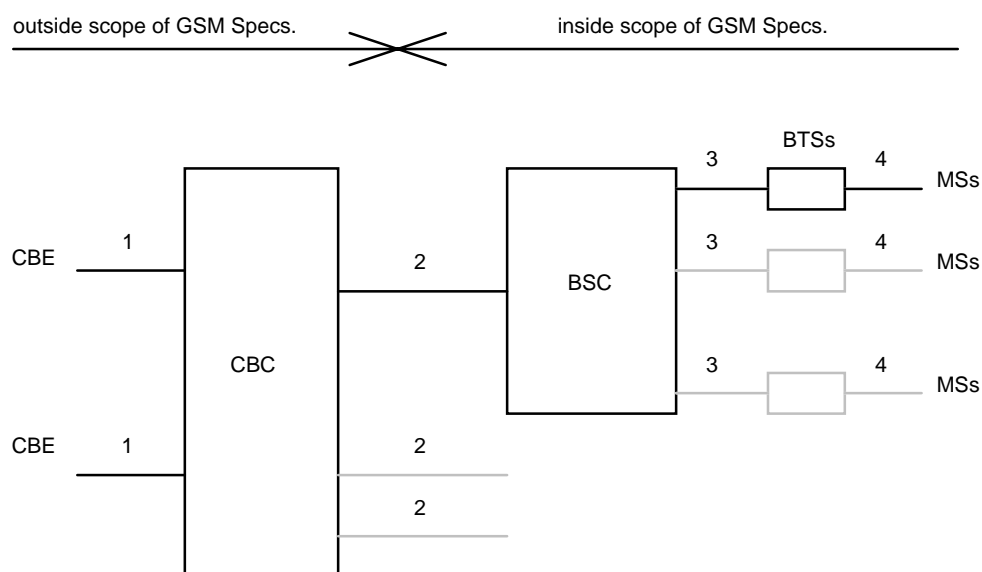 outside scope of GSM Specs.
inside scope of GSM Specs.
BTSs
3
4
MSs
1
CBE
2
BSC
3
4
MSs
CBC
3
4
MSs
CBE
1
2
2